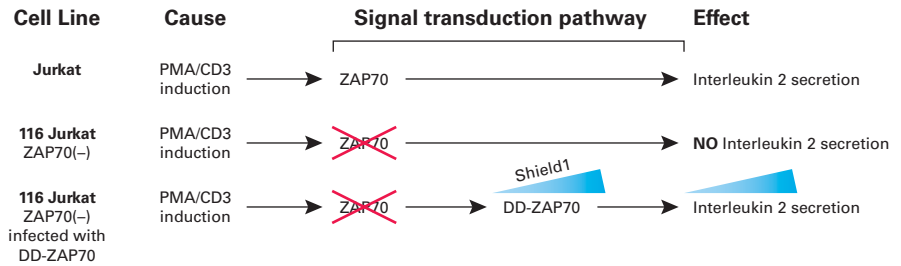 Cell Line Cause Signal transduction pathway Effect
Jurkat PMA/CD3 induction ZAP70 Interleukin 2 secretion
116 Jurkat
ZAP70(–)
PMA/CD3
induction
ZAP70
NO Interleukin 2 secretion
116 Jurkat
ZAP70(–)
infected with
DD-ZAP70
PMA/CD3
induction
ZAP70
Shield1
DD-ZAP70
Interleukin 2 secretion